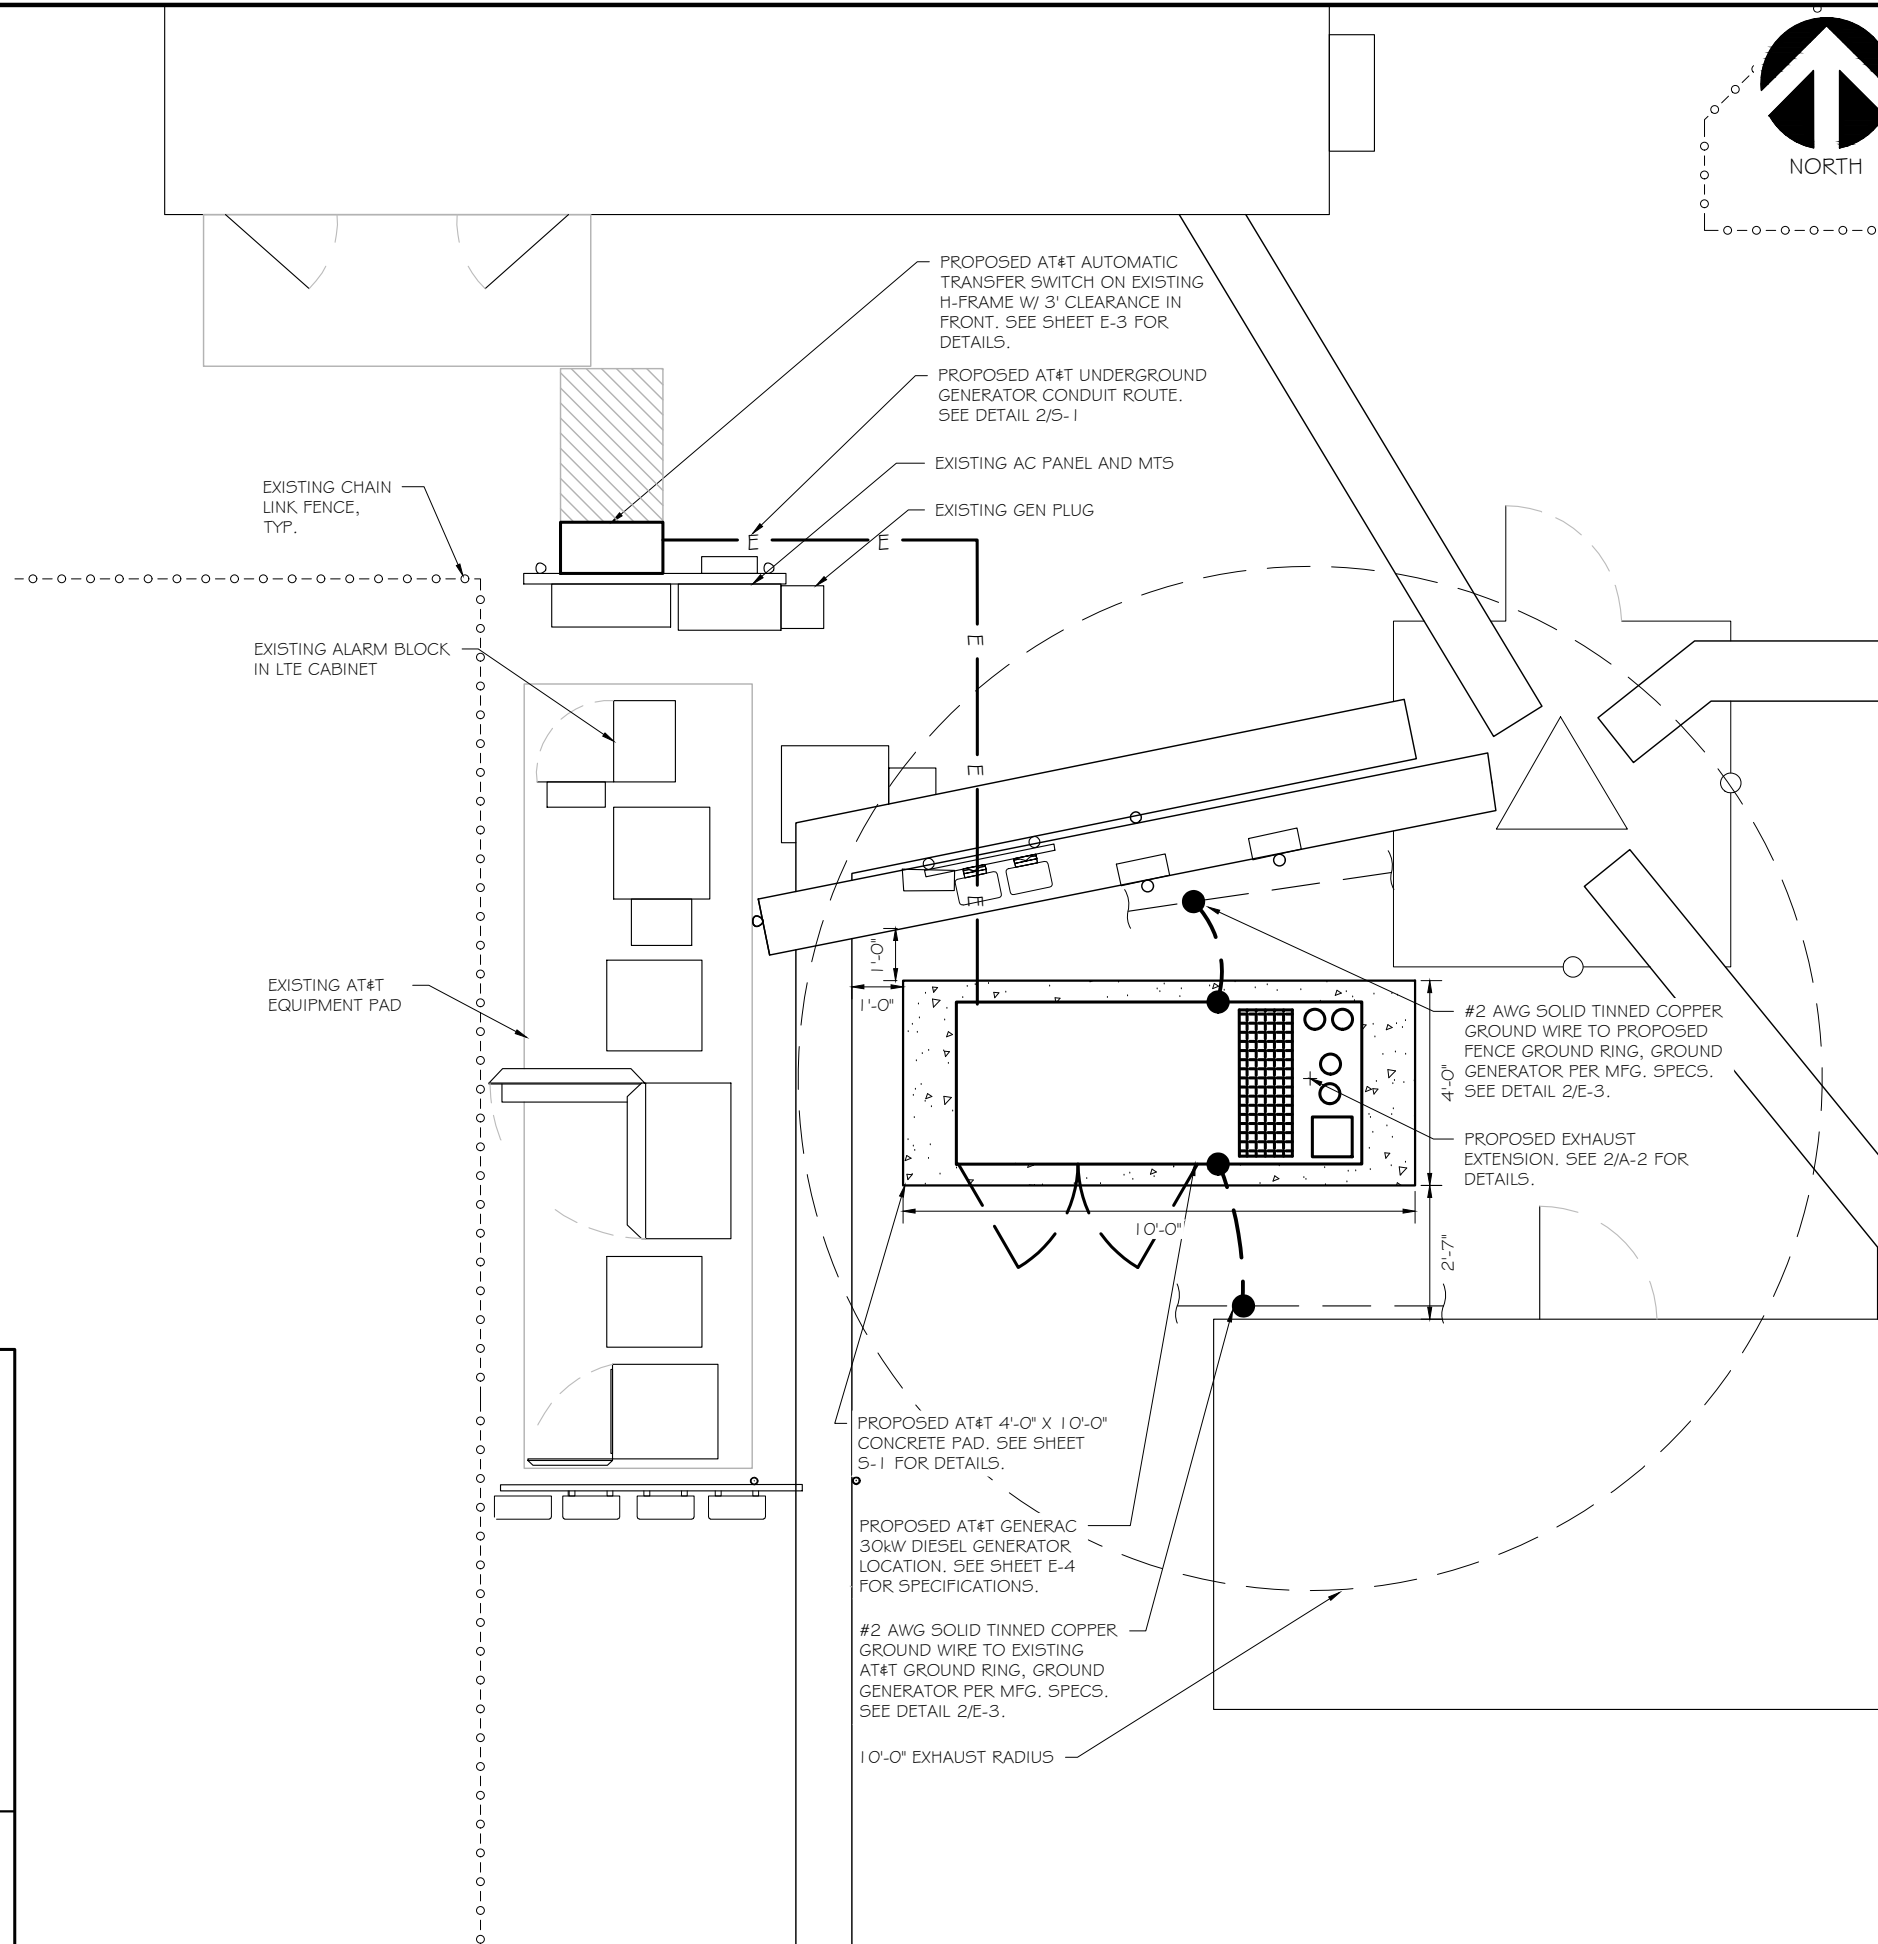 NORTH
PROPOSED AT&T AUTOMATIC
TRANSFER SWITCH ON EXISTING
H-FRAME W/ 3' CLEARANCE IN
FRONT. SEE SHEET E-3 FOR
DETAILS.
PROPOSED AT&T UNDERGROUND
GENERATOR CONDUIT ROUTE.
SEE DETAIL 2/S-1
EXISTING AC PANEL AND MTS
EXISTING GEN PLUG
EXISTING CHAIN
LINK FENCE,
TYP.
E
E
E
E
E
EXISTING ALARM BLOCK
IN LTE CABINET
EXISTING AT&T
EQUIPMENT PAD
1'-0"
1'-0"
#2 AWG SOLID TINNED COPPER
GROUND WIRE TO PROPOSED
FENCE GROUND RING, GROUND
GENERATOR PER MFG. SPECS.
SEE DETAIL 2/E-3.
4'-0"
PROPOSED EXHAUST
EXTENSION. SEE 2/A-2 FOR
DETAILS.
10'-0"
2'-7"
PROPOSED AT&T 4'-0" X 10'-0"
CONCRETE PAD. SEE SHEET
S-1 FOR DETAILS.
PROPOSED AT&T GENERAC
30kW DIESEL GENERATOR
LOCATION. SEE SHEET E-4
FOR SPECIFICATIONS.
#2 AWG SOLID TINNED COPPER
GROUND WIRE TO EXISTING
AT&T GROUND RING, GROUND
GENERATOR PER MFG. SPECS.
SEE DETAIL 2/E-3.
10'-0" EXHAUST RADIUS